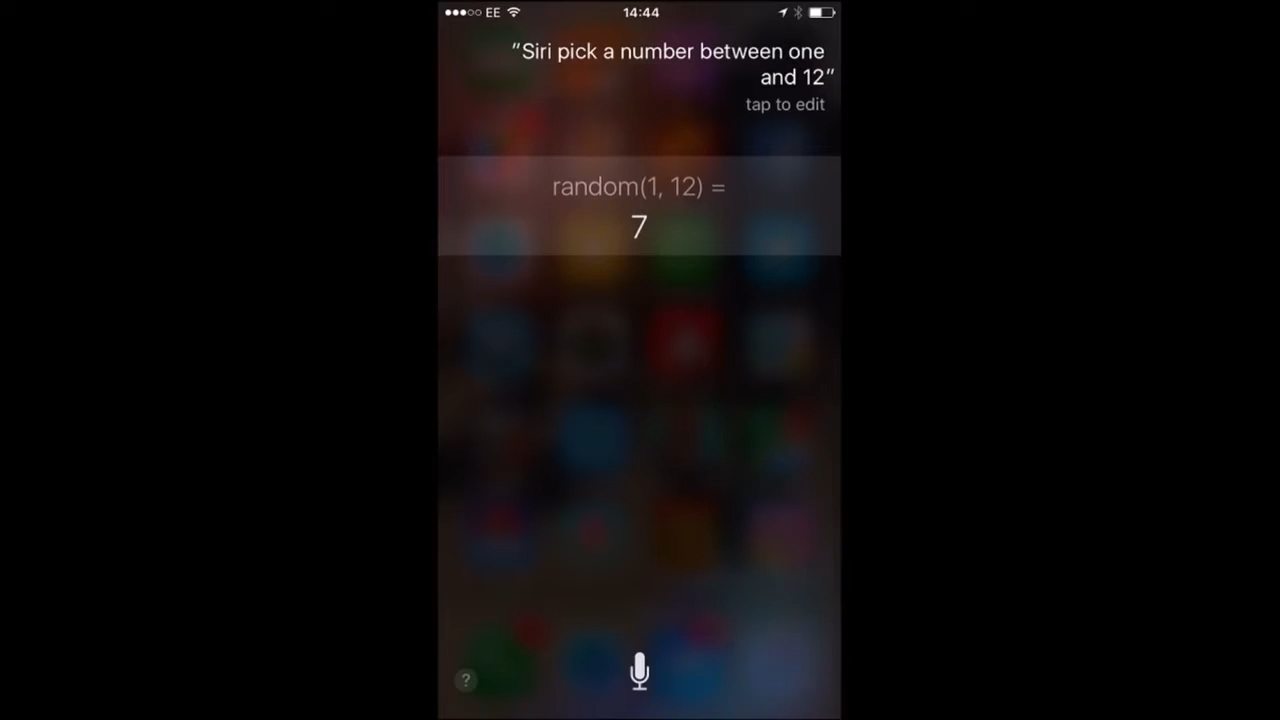 EE 14:44
"Siri pick a number between one
and 12"
tap to edit
random(1, 12) =
7
?